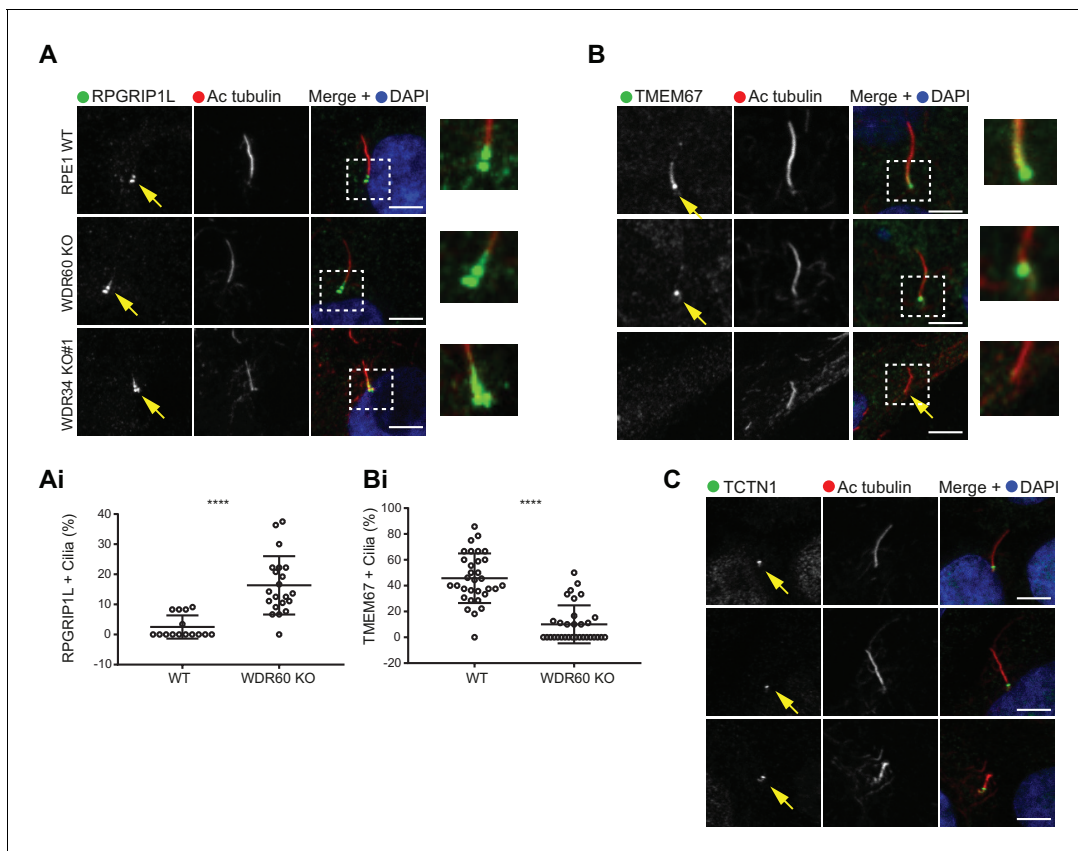 A
RPGRIP1L Ac tubulin Merge + DAPI
RPE1 WT
WDR60 KO
WDR34 KO#1
B
TMEM67 Ac tubulin Merge + DAPI
Ai
****
RPGRIP1L + Cilia (%)
40
30
20
10
0
-10
WT WDR60 KO
Bi
****
TMEM67 + Cilia (%)
100
80
60
40
20
0
-20
WT WDR60 KO
C
TCTN1 Ac tubulin Merge + DAPI